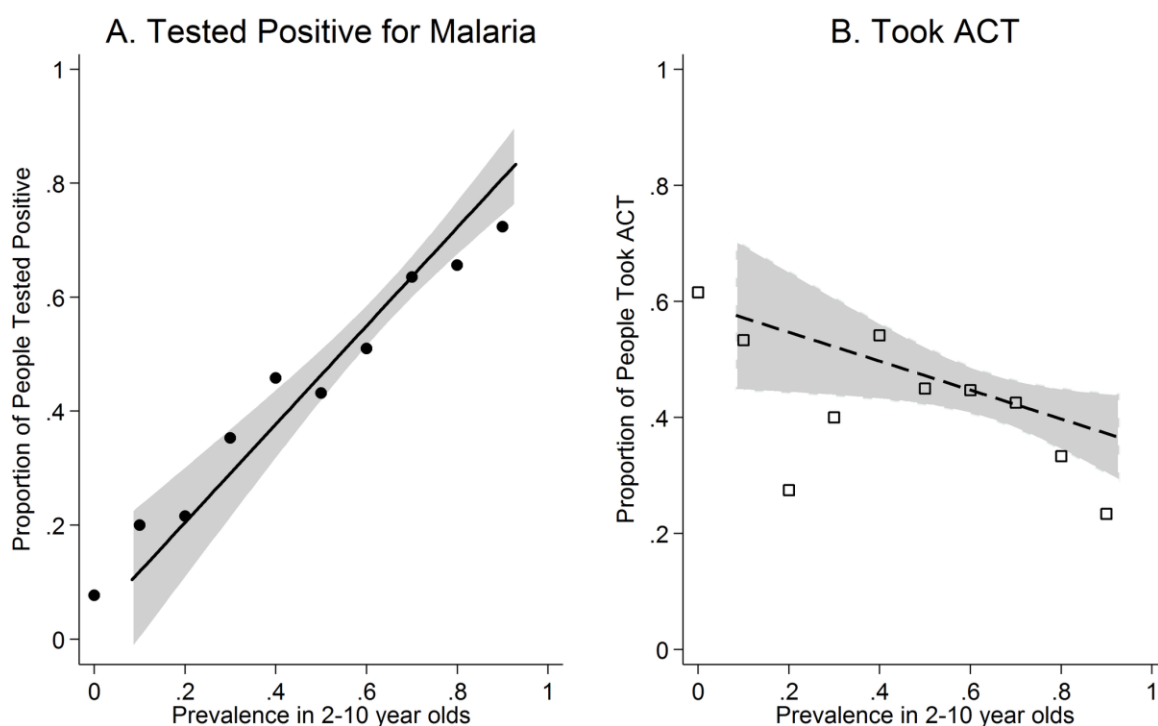 A. Tested Positive for Malaria
Proportion of People Tested Positive
1
.8
.6
.4
.2
0
0 .2 .4 .6 .8 1
Prevalence in 2-10 year olds
B. Took ACT
Proportion of People Took ACT
1
.8
.6
.4
.2
0
0 .2 .4 .6 .8 1
Prevalence in 2-10 year olds